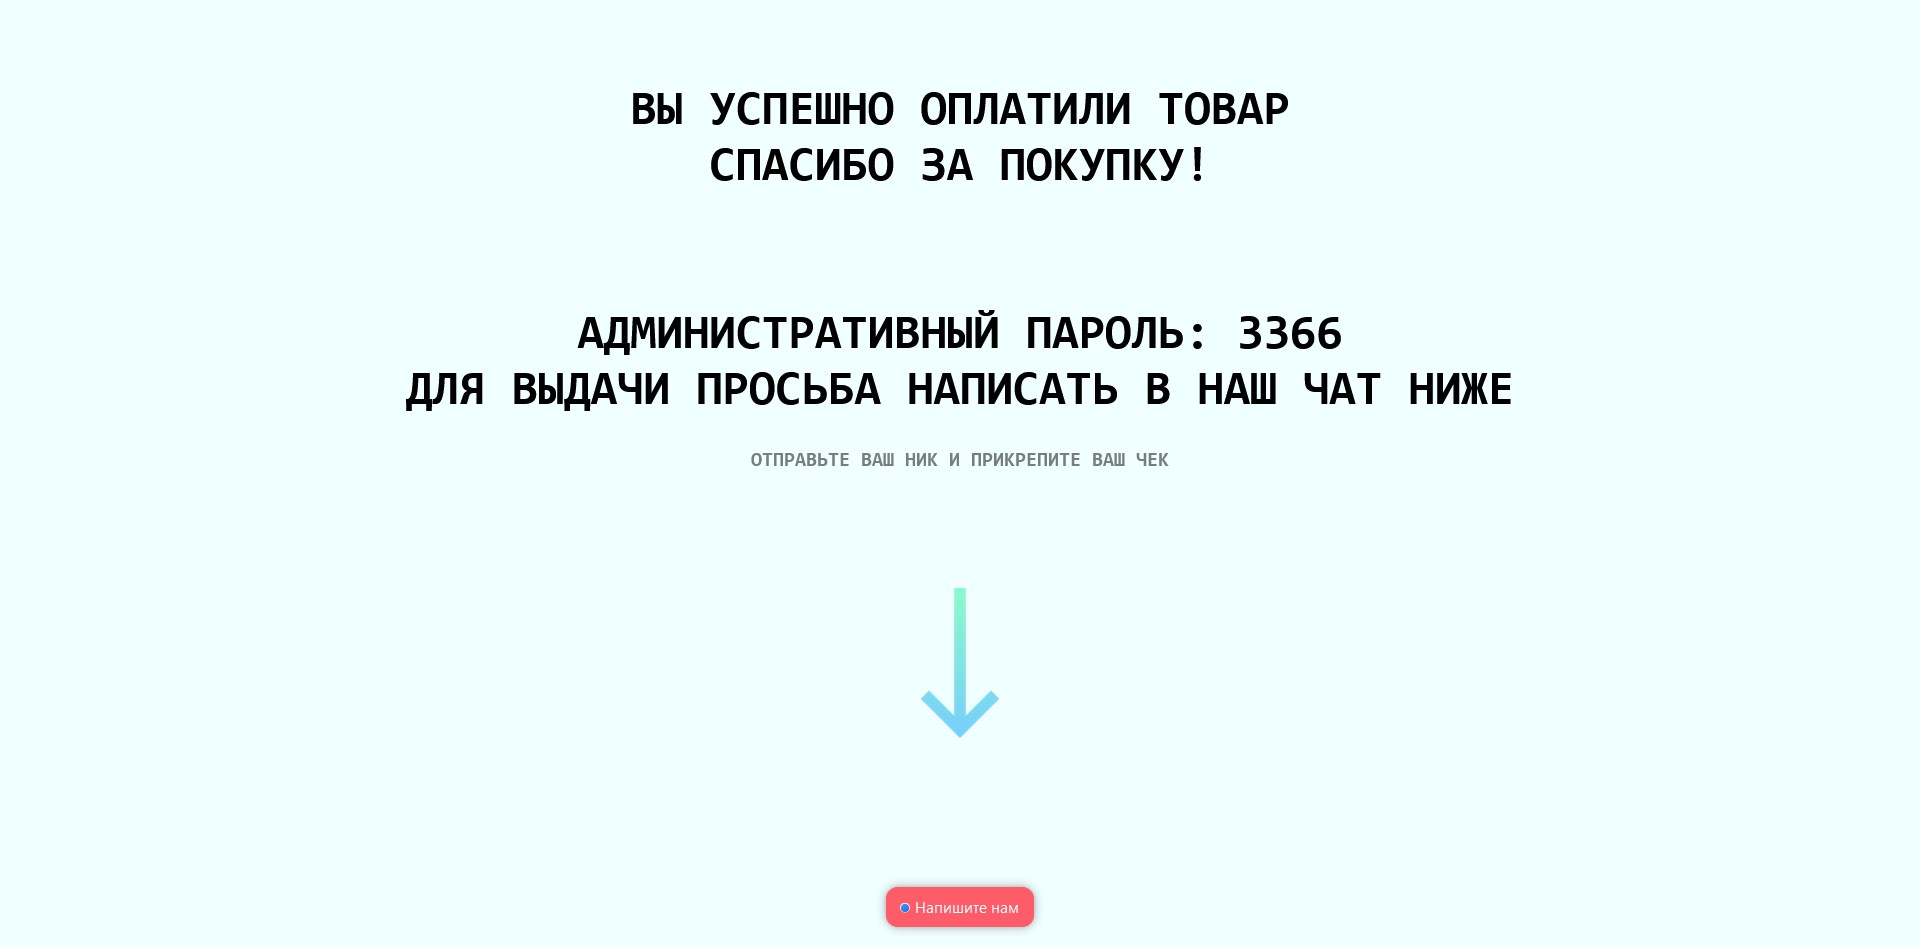 ВЫ УСПЕШНО ОПЛАТИЛИ ТОВАР
СПАСИБО ЗА ПОКУПКУ!
АДМИНИСТРАТИВНЫЙ ПАРОЛЬ: 3366
ДЛЯ ВЫДАЧИ ПРОСЬБА НАПИСАТЬ В НАШ ЧАТ НИЖЕ
ОТПРАВЬТЕ ВАШ НИК И ПРИКРЕПИТЕ ВАШ ЧЕК
Напишите нам